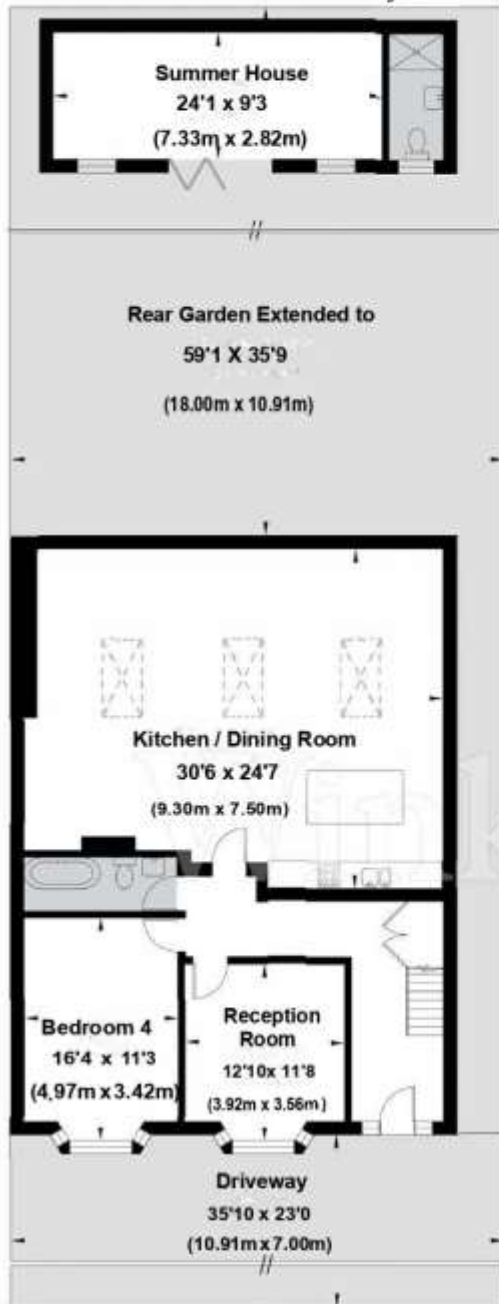 Summer House
24'1 x 9'3
(7.33m x 2.82m)
Rear Garden Extended to
59'1 X 35'9
(18.00m x 10.91m)
Kitchen / Dining Room
30'6 x 24'7
(9.30m x 7.50m)
Bedroom 4
16'4 x 11'3
(4.97m x 3.42m)
Reception
Room
12'10x 11'8
(3.92m x 3.56m)
Driveway
35'10 x 23'0
(10.91m x 7.00m)